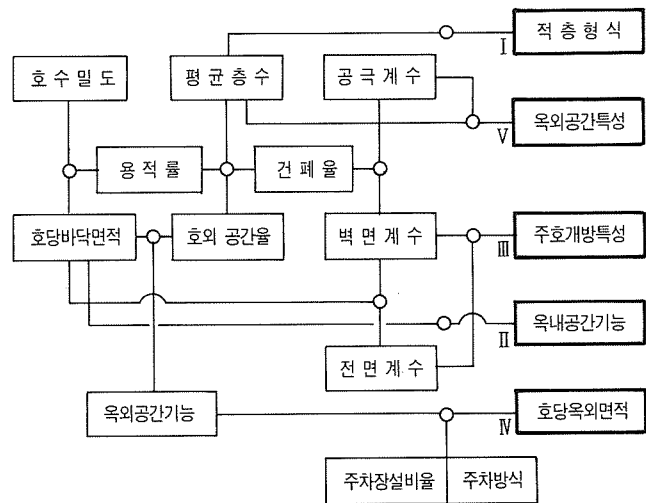 적 층 형 식
I
호 수 밀 도
평 균 층 수
공 극 계 수
옥외공간특성
V
용 적 률
건 폐 율
호당바닥면적
호외 공간율
벽 면 계 수
주호개방특성
Ⅲ
옥내공간기능
Ⅱ
전 면 계 수
옥외공간기능
호당옥외면적
Ⅳ
주차장설비율
주차방식